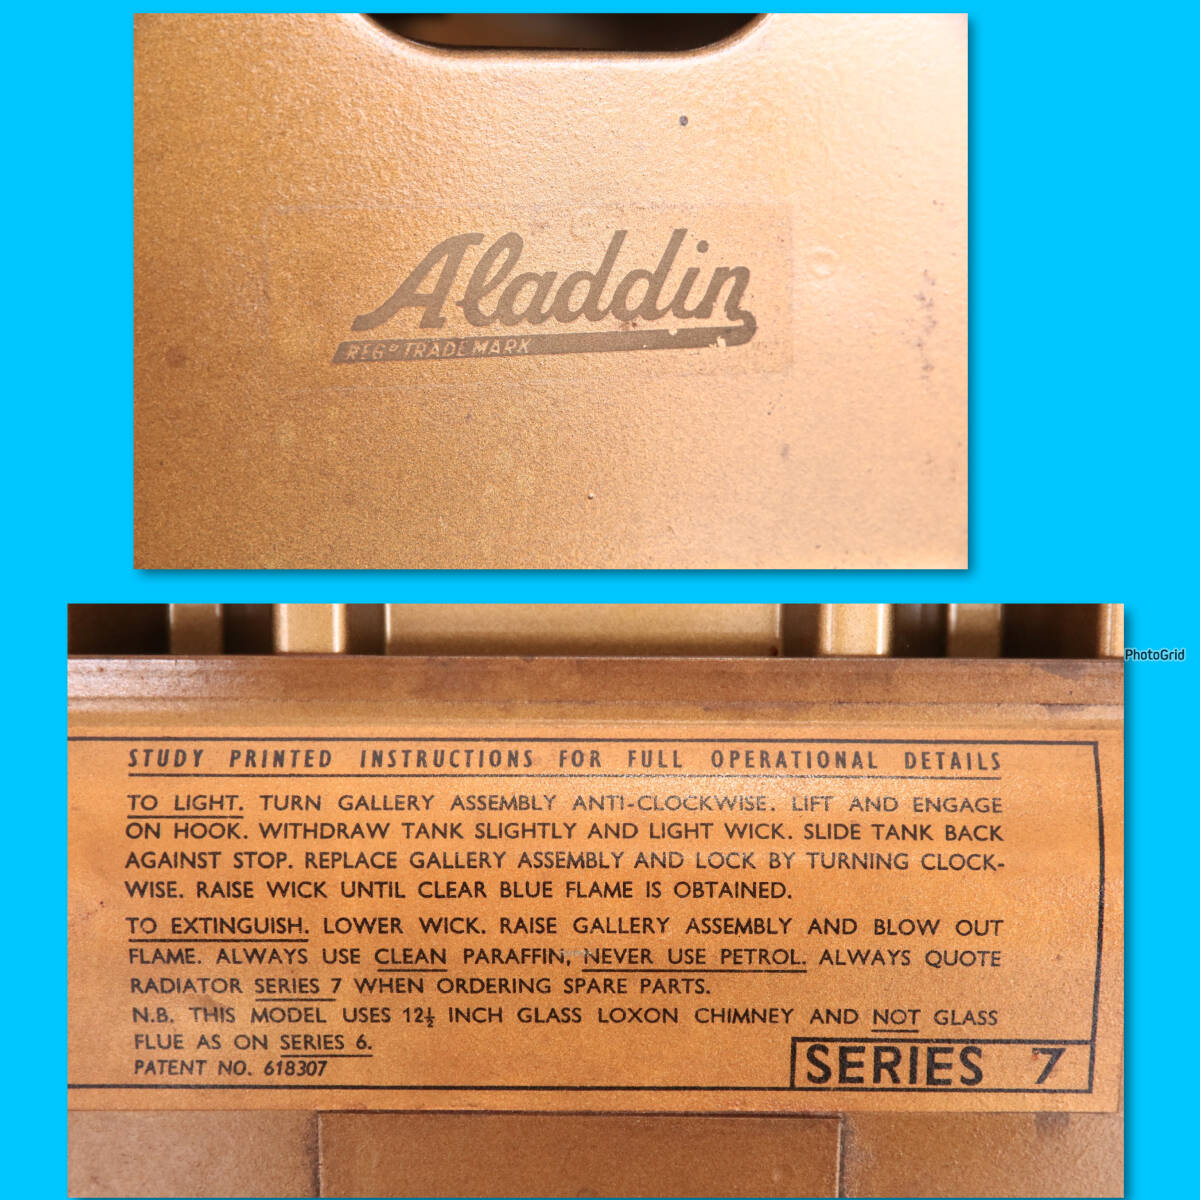 Aladdin
REGD TRADE MARK
PhotoGrid
STUDY PRINTED INSTRUCTIONS FOR FULL OPERATIONAL DETAILS
TO LIGHT. TURN GALLERY ASSEMBLY ANTI-CLOCKWISE. LIFT AND ENGAGE
ON HOOK. WITHDRAW TANK SLIGHTLY AND LIGHT WICK. SLIDE TANK BACK
AGAINST STOP. REPLACE GALLERY ASSEMBLY AND LOCK BY TURNING CLOCK-
WISE. RAISE WICK UNTIL CLEAR BLUE FLAME IS OBTAINED.
TO EXTINGUISH. LOWER WICK. RAISE GALLERY ASSEMBLY AND BLOW OUT
FLAME. ALWAYS USE CLEAN PARAFFIN, NEVER USE PETROL. ALWAYS QUOTE
RADIATOR SERIES 7 WHEN ORDERING SPARE PARTS.
N.B. THIS MODEL USES 12½ INCH GLASS LOXON CHIMNEY AND NOT GLASS
FLUE AS ON SERIES 6.
PATENT NO. 618307
SERIES 7